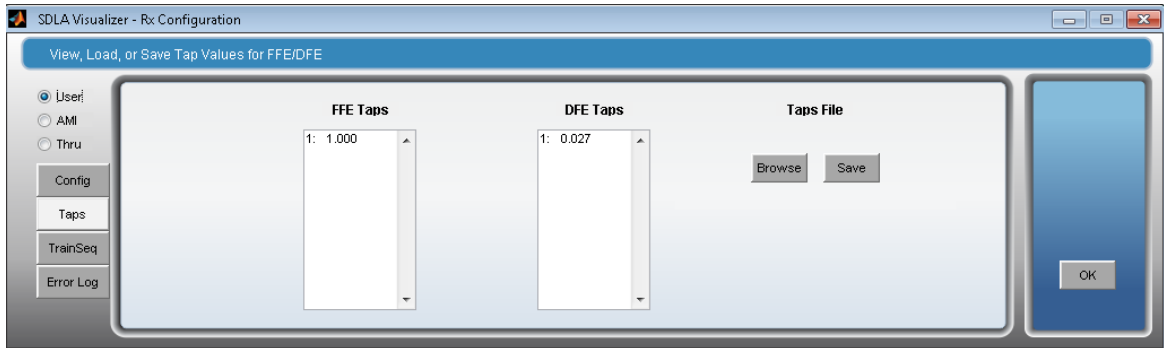 SDLA Visualizer - Rx Configuration
View, Load, or Save Tap Values for FFE/DFE
User
AMI
Thru
Config
Taps
TrainSeq
Error Log
FFE Taps
1: 1.000
DFE Taps
1: 0.027
Taps File
Browse
Save
OK